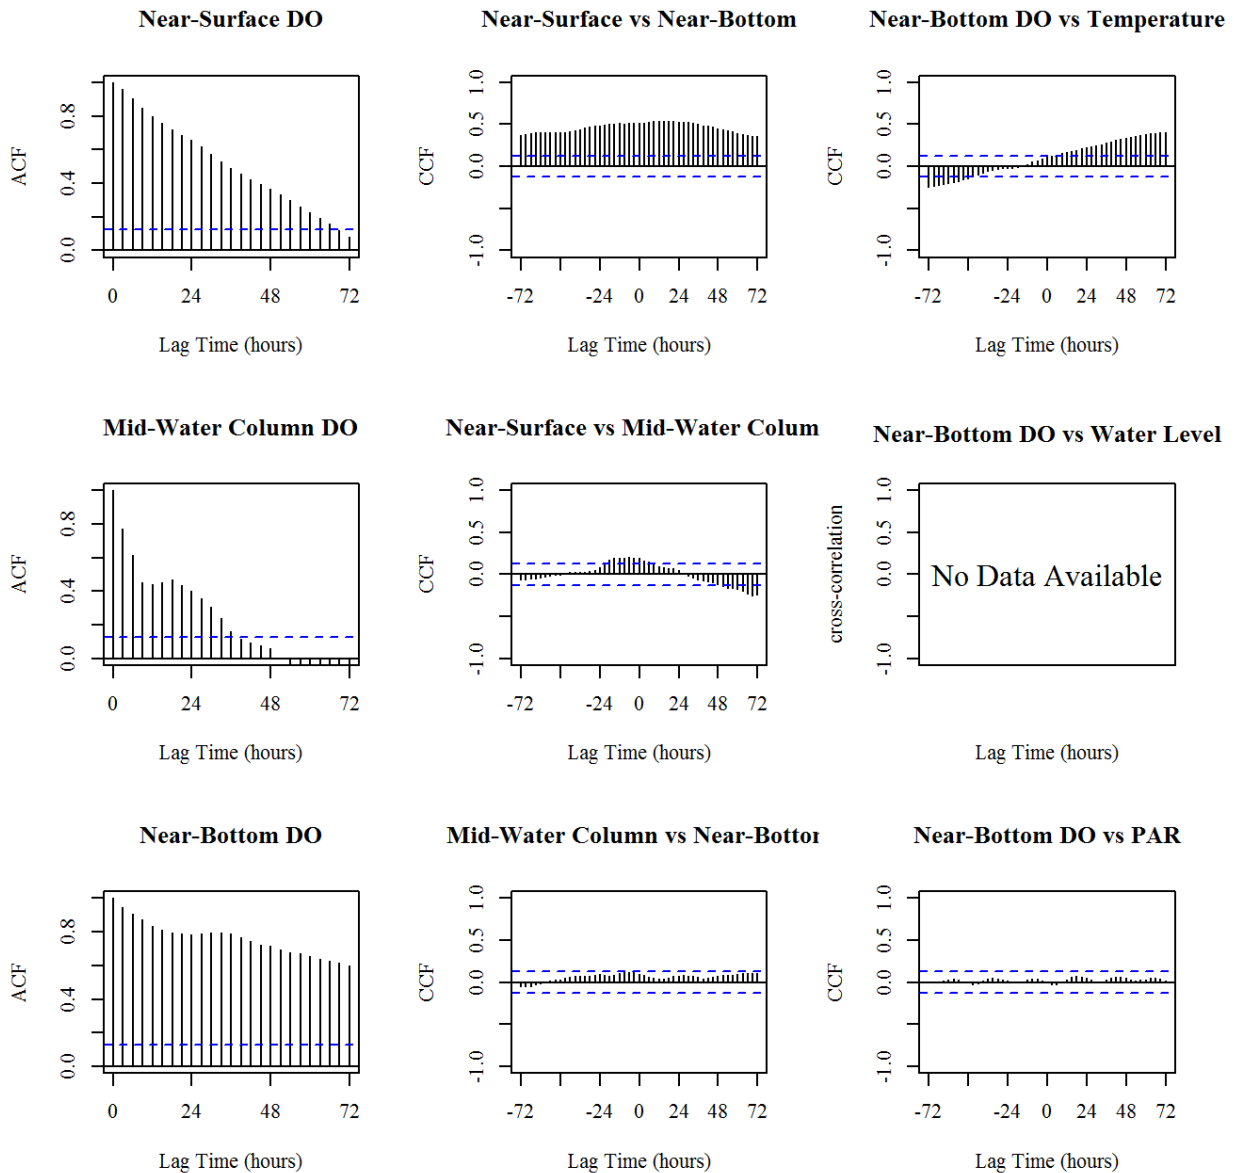 Near-Surface DO
ACF
0.0 0.4 0.8
0 24 48 72
Lag Time (hours)
Near-Surface vs Near-Bottom
CCF
-1.0 0.0 0.5 1.0
-72 -24 0 24 48 72
Lag Time (hours)
Near-Bottom DO vs Temperature
CCF
-1.0 0.0 0.5 1.0
-72 -24 0 24 48 72
Lag Time (hours)
Mid-Water Column DO
ACF
0.0 0.4 0.8
0 24 48 72
Lag Time (hours)
Near-Surface vs Mid-Water Colum
CCF
-1.0 0.0 0.5 1.0
-72 -24 0 24 48 72
Lag Time (hours)
Near-Bottom DO vs Water Level
cross-correlation
-1.0 0.0 0.5 1.0
No Data Available
Lag Time (hours)
Near-Bottom DO
ACF
0.0 0.4 0.8
0 24 48 72
Lag Time (hours)
Mid-Water Column vs Near-Bottor
CCF
-1.0 0.0 0.5 1.0
-72 -24 0 24 48 72
Lag Time (hours)
Near-Bottom DO vs PAR
CCF
-1.0 0.0 0.5 1.0
-72 -24 0 24 48 72
Lag Time (hours)